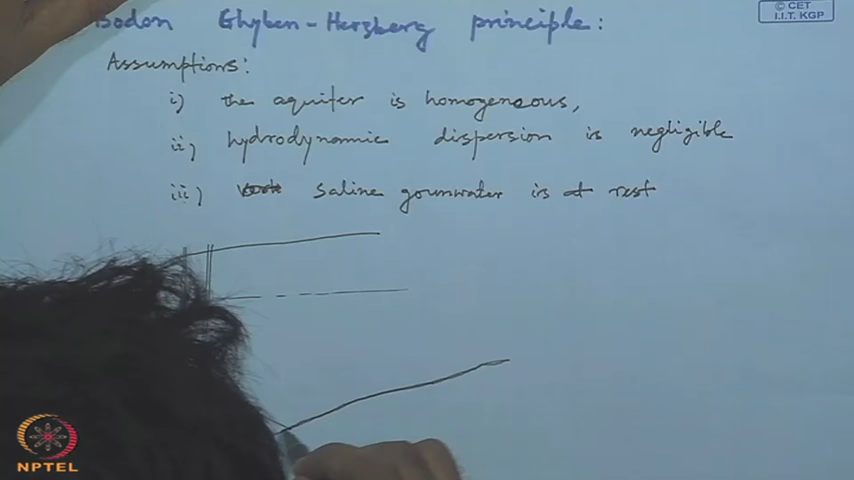 Badon Ghyben-Herzberg principle:
© CET
I.I.T. KGP
Assumptions:
i) the aquifer is homogeneous,
ii) hydrodynamic dispersion is negligible
iii) saline gounwater is at rest
NPTEL